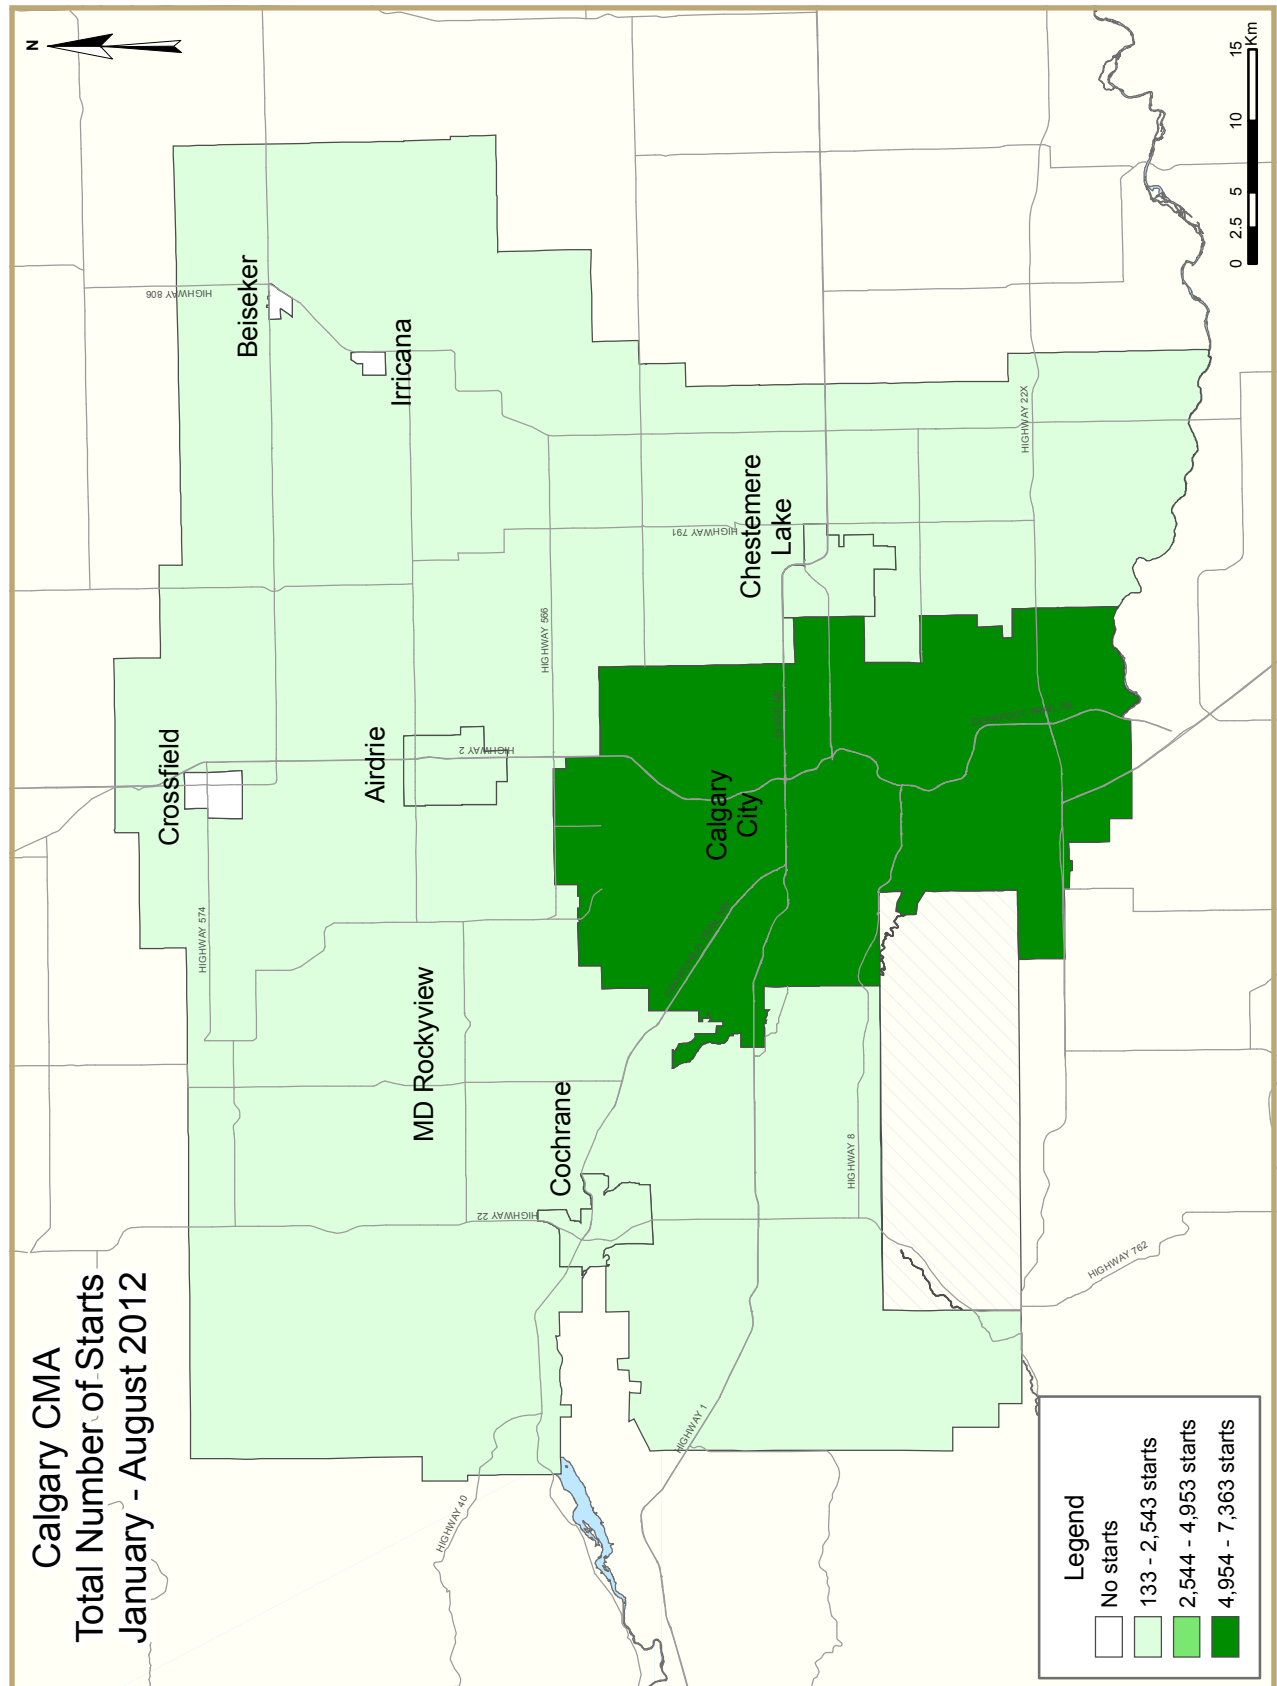 Calgary CMA
Total Number of Starts
January - August 2012
N
Crossfield
Beiseker
Irricana
Airdrie
MD Rockyview
Cochrane
Calgary
City
Chestemere
Lake
HIGHWAY 574
HIGHWAY 806
HIGHWAY 2
HIGHWAY 566
HIGHWAY 22
HIGHWAY 791
HIGHWAY 40
HIGHWAY 1
HIGHWAY 8
HIGHWAY 22X
HIGHWAY 762
Legend
No starts
133 - 2,543 starts
2,544 - 4,953 starts
4,954 - 7,363 starts
0 2.5 5 10 15
Km